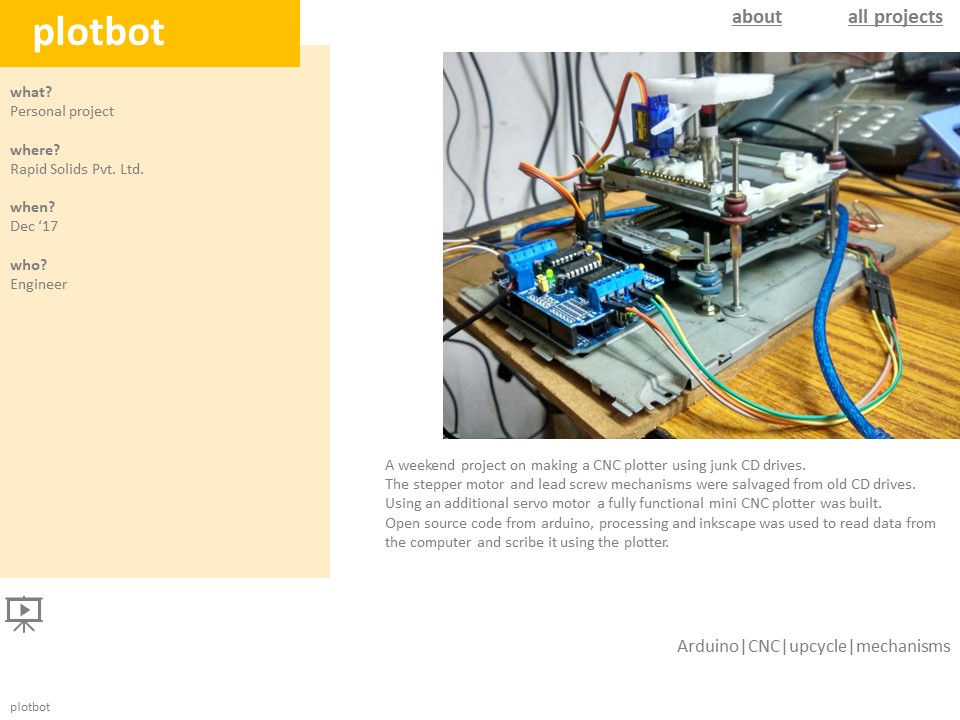 plotbot
about
all projects
what?
Personal project
where?
Rapid Solids Pvt. Ltd.
when?
Dec ‘17
who?
Engineer
A weekend project on making a CNC plotter using junk CD drives.
The stepper motor and lead screw mechanisms were salvaged from old CD drives.
Using an additional servo motor a fully functional mini CNC plotter was built.
Open source code from arduino, processing and inkscape was used to read data from
the computer and scribe it using the plotter.
Arduino|CNC|upcycle|mechanisms
plotbot